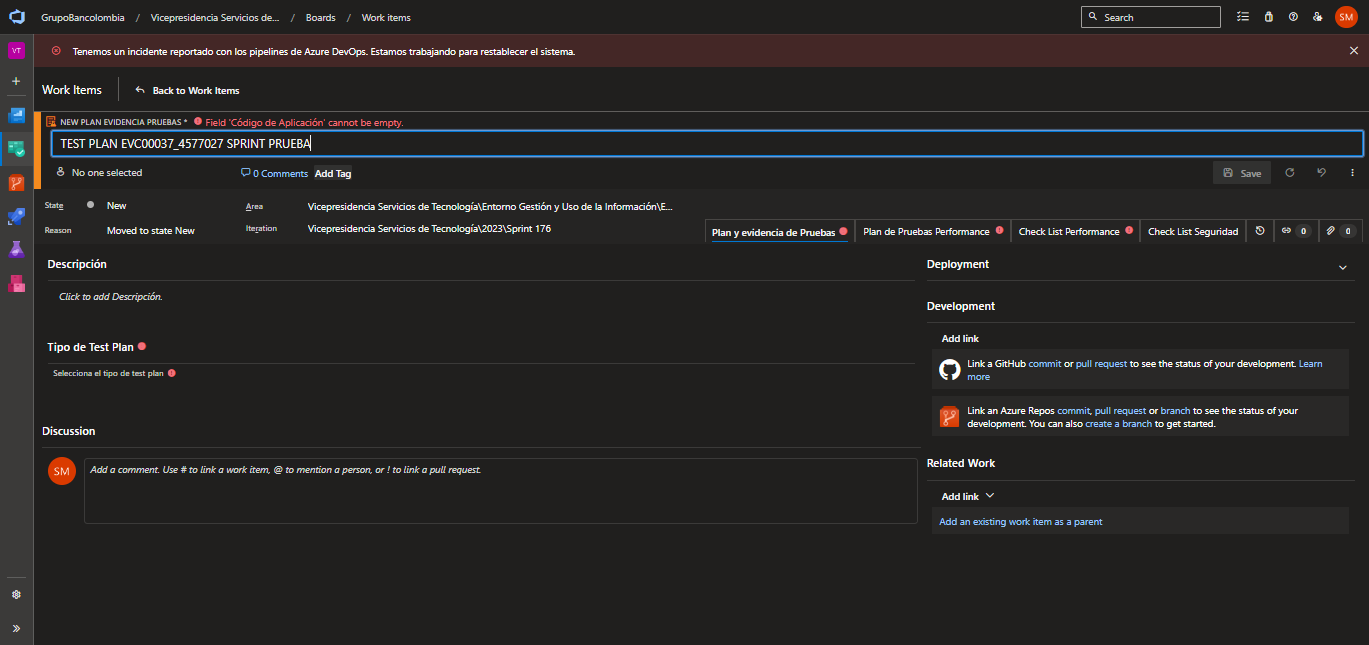 GrupoBancolombia / Vicepresidencia Servicios de... / Boards / Work items
Search
SM
VT
Tenemos un incidente reportado con los pipelines de Azure DevOps. Estamos trabajando para restablecer el sistema.
Work Items
Back to Work Items
NEW PLAN EVIDENCIA PRUEBAS * Field 'Código de Aplicación' cannot be empty.
TEST PLAN EVC00037_4577027 SPRINT PRUEBA
No one selected
0 Comments
Add Tag
Save
State New
Area Vicepresidencia Servicios de Tecnología\Entorno Gestión y Uso de la Información\E...
Reason Moved to state New
Iteration Vicepresidencia Servicios de Tecnología\2023\Sprint 176
Plan y evidencia de Pruebas
Plan de Pruebas Performance
Check List Performance
Check List Seguridad
0
0
Descripción
Click to add Descripción.
Tipo de Test Plan
Selecciona el tipo de test plan
Discussion
SM
Add a comment. Use # to link a work item, @ to mention a person, or ! to link a pull request.
Deployment
Development
Add link
Link a GitHub commit or pull request to see the status of your development. Learn
more
Link an Azure Repos commit, pull request or branch to see the status of your
development. You can also create a branch to get started.
Related Work
Add link
Add an existing work item as a parent